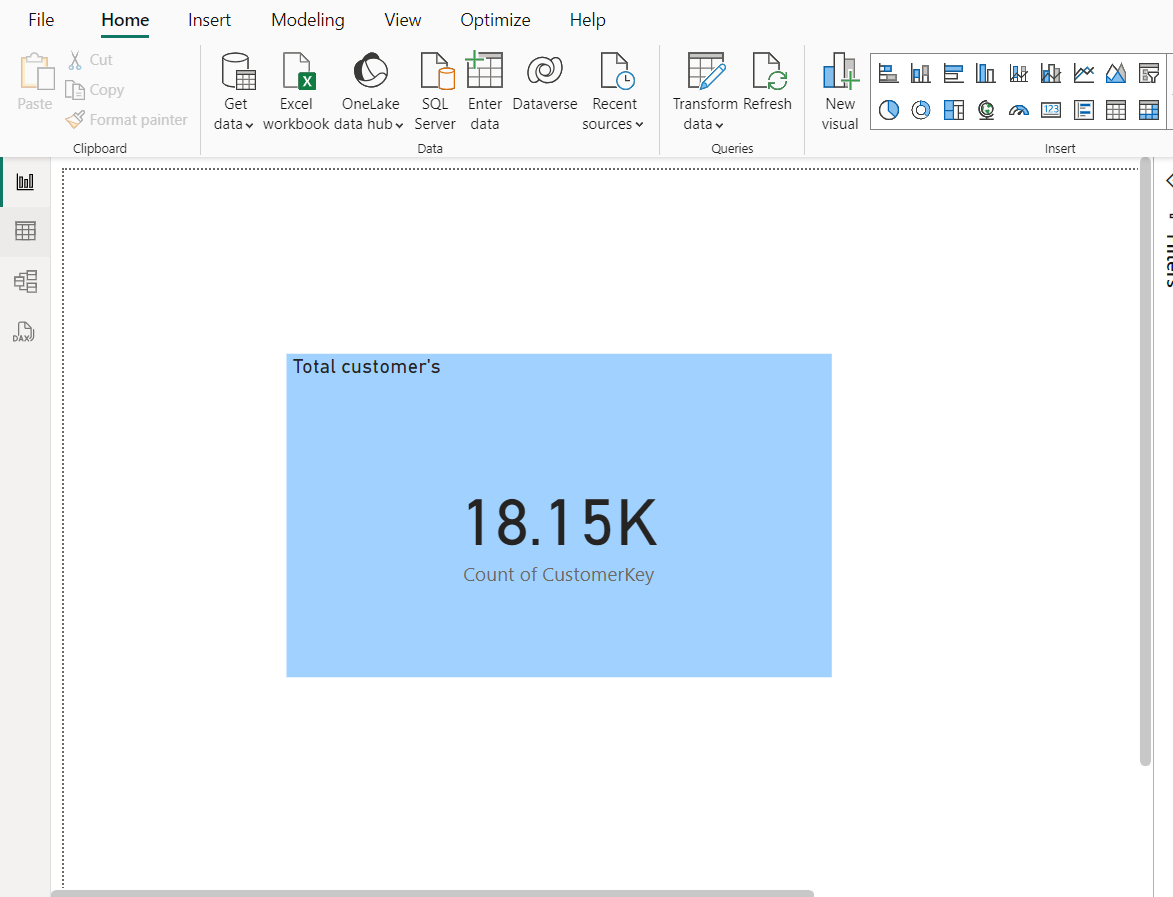 File Home Insert Modeling View Optimize Help
Paste
Cut
Copy
Format painter
Clipboard
Get
data
Excel
workbook
OneLake
data hub
SQL
Server
Enter
data
Dataverse
Recent
sources
Data
Transform
data
Refresh
Queries
New
visual
123
Insert
DAX
Filters
Total customer's
18.15K
Count of CustomerKey